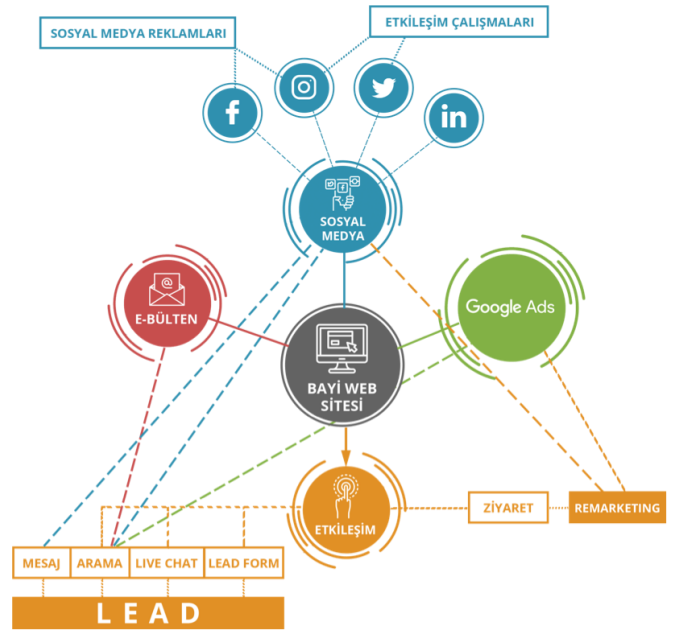 SOSYAL MEDYA REKLAMLARI
ETKİLEŞİM ÇALIŞMALARI
f
in
f
SOSYAL
MEDYA
@
E-BÜLTEN
Google Ads
BAYİ WEB
SİTESİ
ETKİLEŞİM
ZİYARET
REMARKETING
MESAJ
ARAMA
LIVE CHAT
LEAD FORM
LEAD